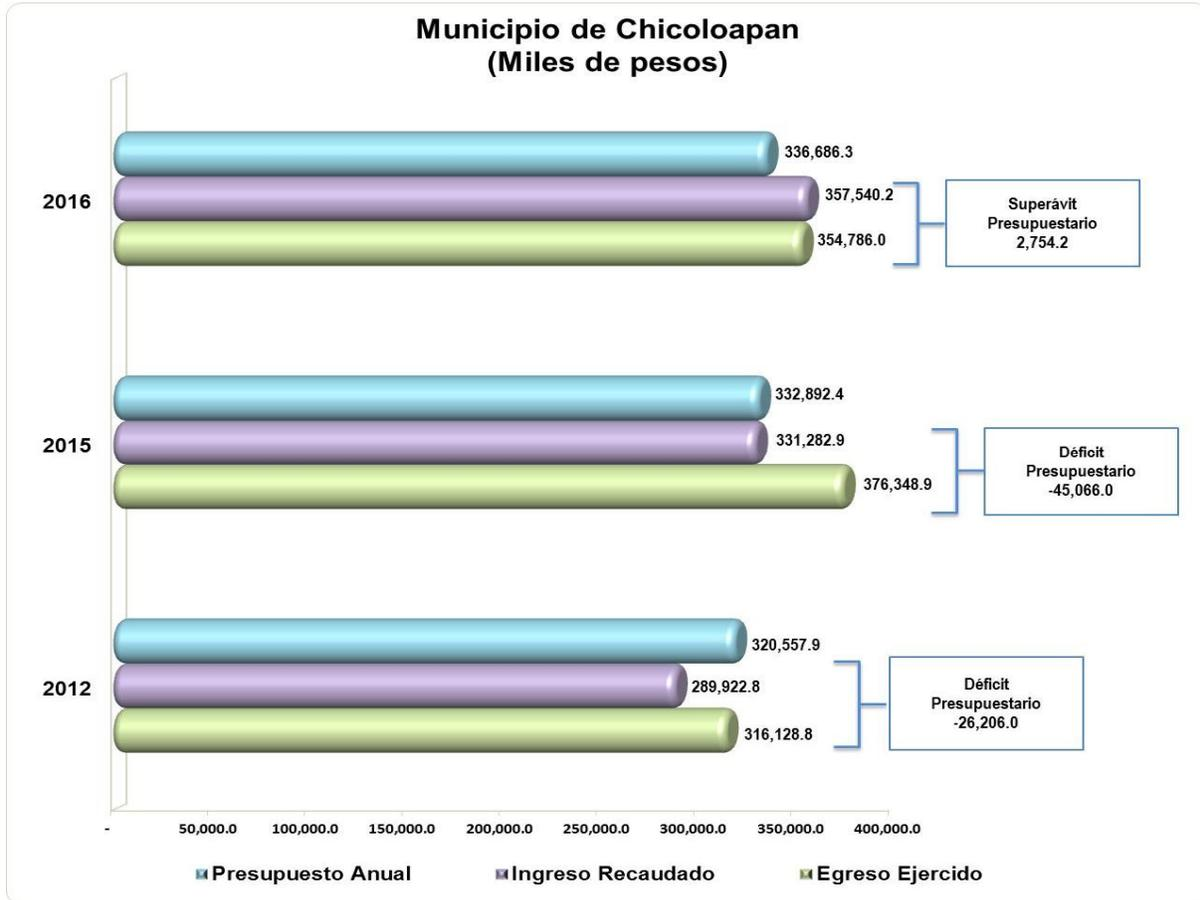 Municipio de Chicoloapan
(Miles de pesos)
2016
336,686.3
357,540.2
354,786.0
Superávit
Presupuestario
2,754.2
2015
332,892.4
331,282.9
376,348.9
Déficit
Presupuestario
-45,066.0
2012
320,557.9
289,922.8
316,128.8
Déficit
Presupuestario
-26,206.0
- 50,000.0 100,000.0 150,000.0 200,000.0 250,000.0 300,000.0 350,000.0 400,000.0
Presupuesto Anual Ingreso Recaudado Egreso Ejercido